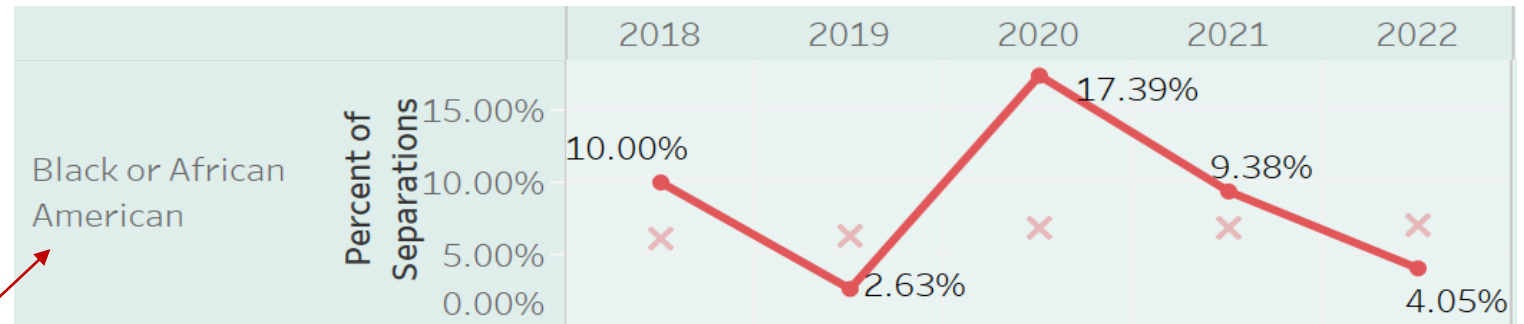 2018 2019 2020 2021 2022
Black or African
American
Percent of
Separations
15.00%
10.00%
5.00%
0.00%
10.00%
2.63%
17.39%
9.38%
4.05%